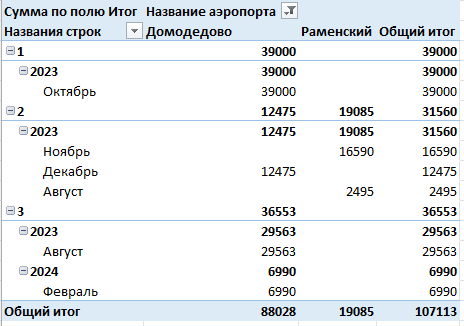 Сумма по полю Итог Название аэропорта
Названия строк Домодедово Раменский Общий итог
1 39000 39000
2023 39000 39000
Октябрь 39000 39000
2 12475 19085 31560
2023 12475 19085 31560
Ноябрь 16590 16590
Декабрь 12475 12475
Август 2495 2495
3 36553 36553
2023 29563 29563
Август 29563 29563
2024 6990 6990
Февраль 6990 6990
Общий итог 88028 19085 107113